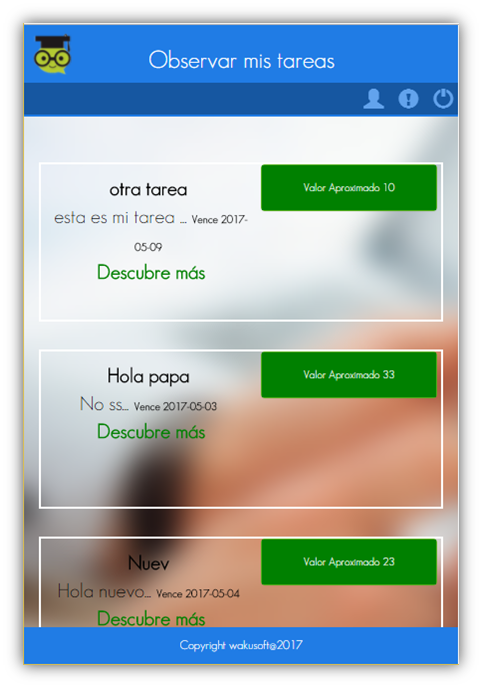 Observar mis tareas
otra tarea
Valor Aproximado 10
esta es mi tarea ... Vence 2017-
05-09
Descubre más
Hola papa
Valor Aproximado 33
No ss... Vence 2017-05-03
Descubre más
Nuev
Valor Aproximado 23
Hola nuevo... Vence 2017-05-04
Descubre más
Copyright wakusoft@2017